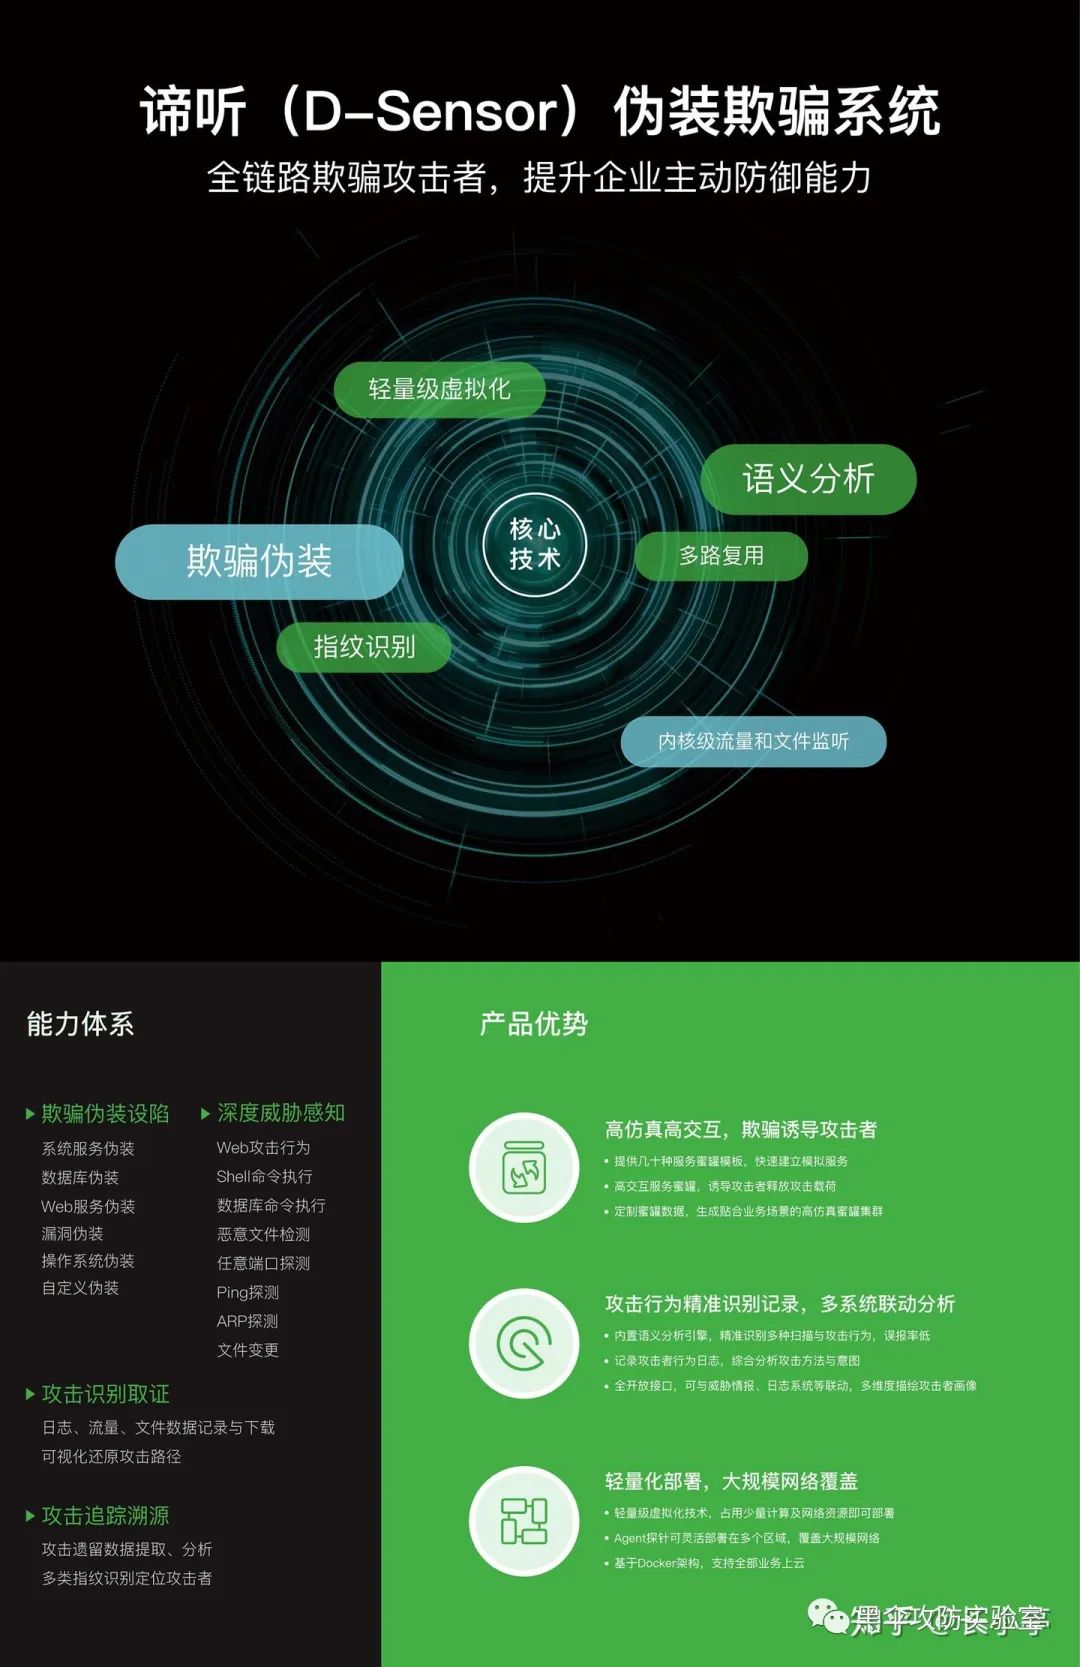 谛听（D-Sensor）伪装欺骗系统
全链路欺骗攻击者，提升企业主动防御能力
轻量级虚拟化
语义分析
核心
技术
欺骗伪装
多路复用
指纹识别
内核级流量和文件监听
能力体系
欺骗伪装设陷
系统服务伪装
数据库伪装
Web服务伪装
漏洞伪装
操作系统伪装
自定义伪装
深度威胁感知
Web攻击行为
Shell命令执行
数据库命令执行
恶意文件检测
任意端口探测
Ping探测
ARP探测
文件变更
攻击识别取证
日志、流量、文件数据记录与下载
可视化还原攻击路径
攻击追踪溯源
攻击遗留数据提取、分析
多类指纹识别定位攻击者
产品优势
高仿真高交互，欺骗诱导攻击者
• 提供几十种服务蜜罐模板，快速建立模拟服务
• 高交互服务蜜罐，诱导攻击者释放攻击载荷
• 定制蜜罐数据，生成贴合业务场景的高仿真蜜罐集群
攻击行为精准识别记录，多系统联动分析
• 内置语义分析引擎，精准识别多种扫描与攻击行为，误报率低
• 记录攻击者行为日志，综合分析攻击方法与意图
• 全开放接口，可与威胁情报、日志系统等联动，多维度描绘攻击者画像
轻量化部署，大规模网络覆盖
• 轻量级虚拟化技术，占用少量计算及网络资源即可部署
• Agent探针可灵活部署在多个区域，覆盖大规模网络
• 基于Docker架构，支持全部业务上云